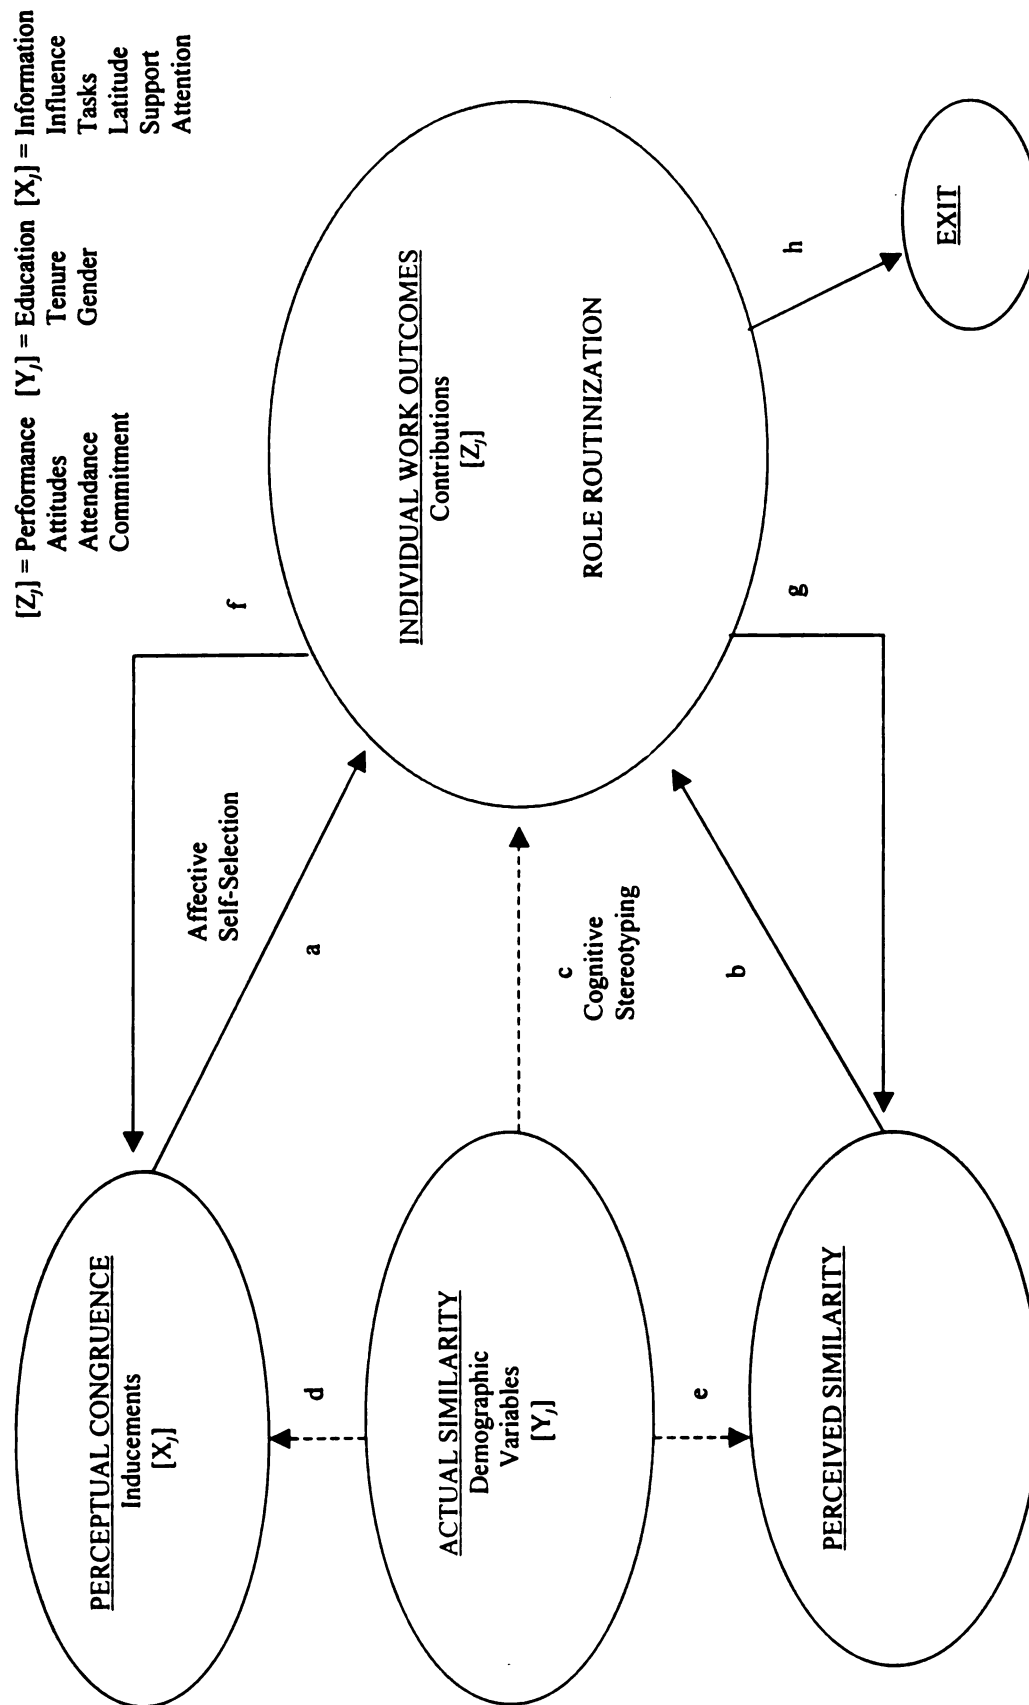 [Zj] = Performance [Yj] = Education [Xj] = Information
Attitudes Tenure Influence
Attendance Gender Tasks
Commitment Latitude
Support
Attention
f
Affective
Self-Selection
a
PERCEPTUAL CONGRUENCE
Inducements
[Xj]
d
INDIVIDUAL WORK OUTCOMES
Contributions
[Zj]
ROLE ROUTINIZATION
ACTUAL SIMILARITY
Demographic
Variables
[Yj]
c
Cognitive
Stereotyping
e
b
g
h
PERCEIVED SIMILARITY
EXIT